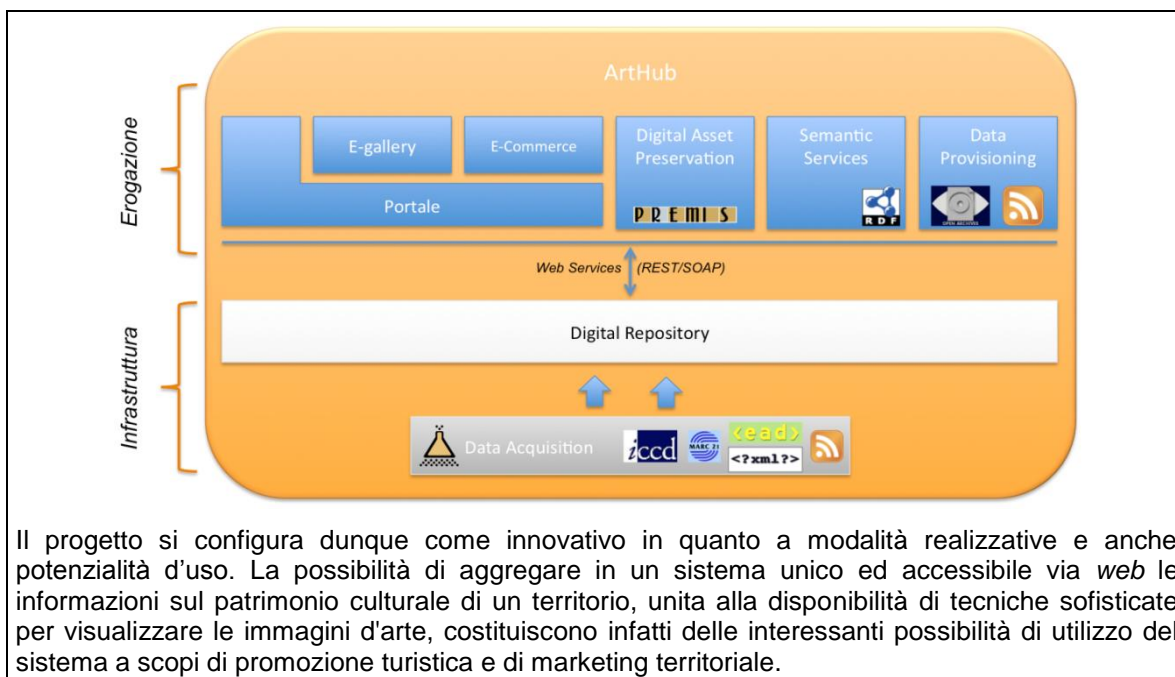 ArtHub
Erogazione
E-gallery
E-Commerce
Portale
Digital Asset
Preservation
PREMIS
Semantic
Services
RDF
Data
Provisioning
OPEN ARCHIVES
Web Services (REST/SOAP)
Infrastruttura
Digital Repository
Data Acquisition
iccd
MARC 21
<ead>
<?xml?>
Il progetto si configura dunque come innovativo in quanto a modalità realizzative e anche
potenzialità d'uso. La possibilità di aggregare in un sistema unico ed accessibile via web le
informazioni sul patrimonio culturale di un territorio, unita alla disponibilità di tecniche sofisticate
per visualizzare le immagini d'arte, costituiscono infatti delle interessanti possibilità di utilizzo del
sistema a scopi di promozione turistica e di marketing territoriale.